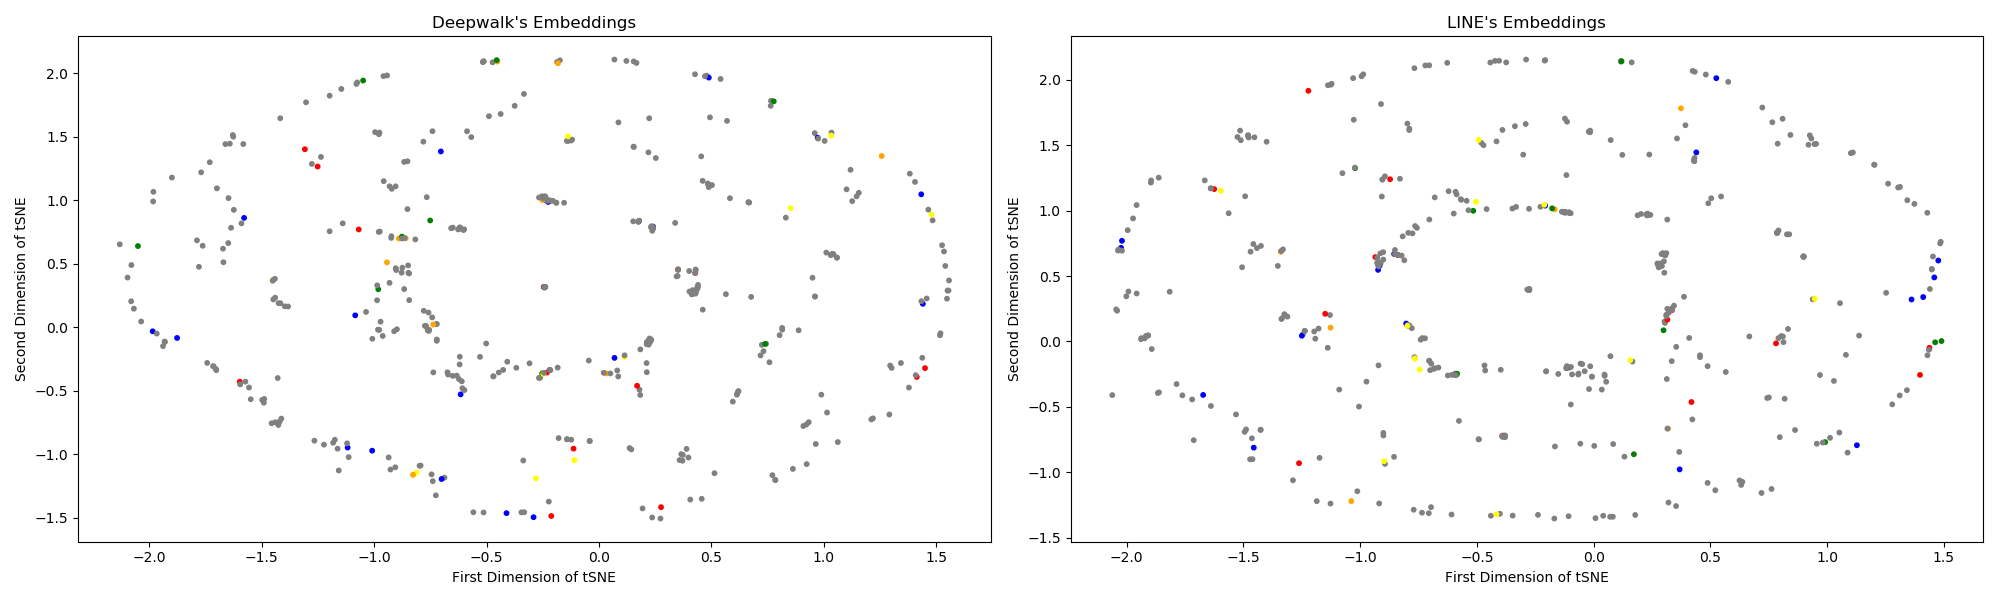 Deepwalk's Embeddings
Second Dimension of tSNE
2.0
1.5
1.0
0.5
0.0
−0.5
−1.0
−1.5
−2.0 −1.5 −1.0 −0.5 0.0 0.5 1.0 1.5
First Dimension of tSNE
LINE's Embeddings
Second Dimension of tSNE
2.0
1.5
1.0
0.5
0.0
−0.5
−1.0
−1.5
−2.0 −1.5 −1.0 −0.5 0.0 0.5 1.0 1.5
First Dimension of tSNE